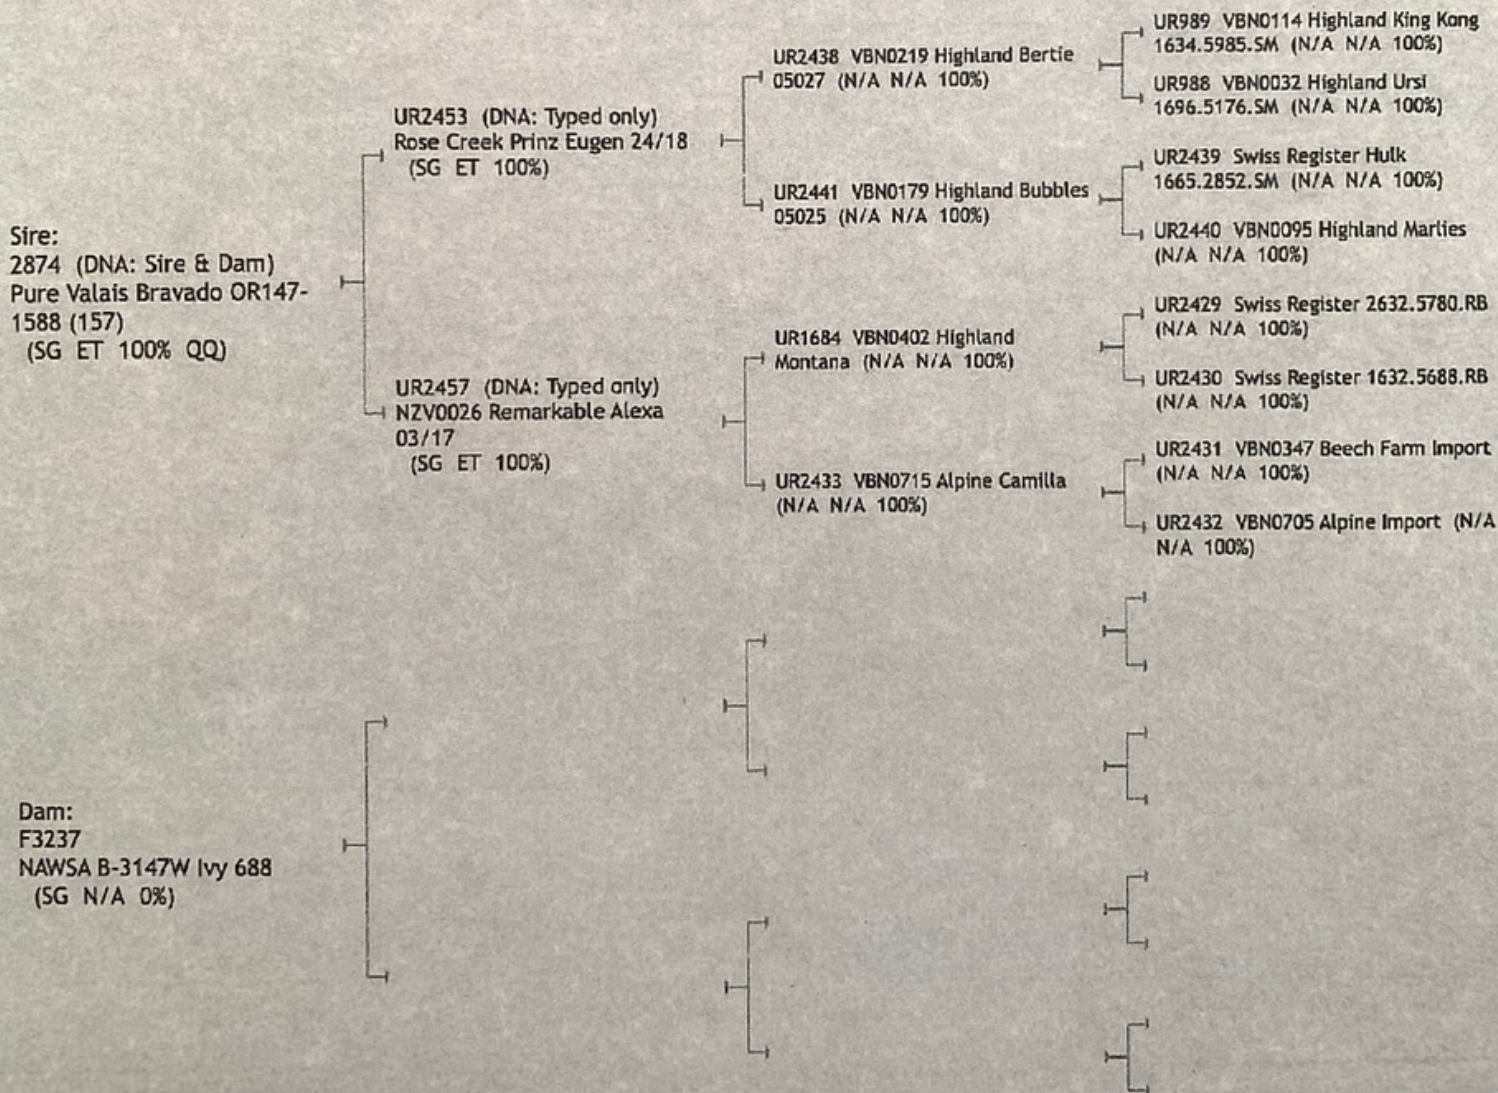 Sire:
2874 (DNA: Sire & Dam)
Pure Valais Bravado OR147-
1588 (157)
(SG ET 100% QQ)
UR2453 (DNA: Typed only)
Rose Creek Prinz Eugen 24/18
(SG ET 100%)
UR2457 (DNA: Typed only)
NZV0026 Remarkable Alexa
03/17
(SG ET 100%)
UR2438 VBN0219 Highland Bertie
05027 (N/A N/A 100%)
UR2441 VBN0179 Highland Bubbles
05025 (N/A N/A 100%)
UR1684 VBN0402 Highland
Montana (N/A N/A 100%)
UR2433 VBN0715 Alpine Camilla
(N/A N/A 100%)
UR989 VBN0114 Highland King Kong
1634.5985.SM (N/A N/A 100%)
UR988 VBN0032 Highland Ursi
1696.5176.SM (N/A N/A 100%)
UR2439 Swiss Register Hulk
1665.2852.SM (N/A N/A 100%)
UR2440 VBN0095 Highland Marlies
(N/A N/A 100%)
UR2429 Swiss Register 2632.5780.RB
(N/A N/A 100%)
UR2430 Swiss Register 1632.5688.RB
(N/A N/A 100%)
UR2431 VBN0347 Beech Farm Import
(N/A N/A 100%)
UR2432 VBN0705 Alpine Import (N/A
N/A 100%)
Dam:
F3237
NAWSA B-3147W Ivy 688
(SG N/A 0%)